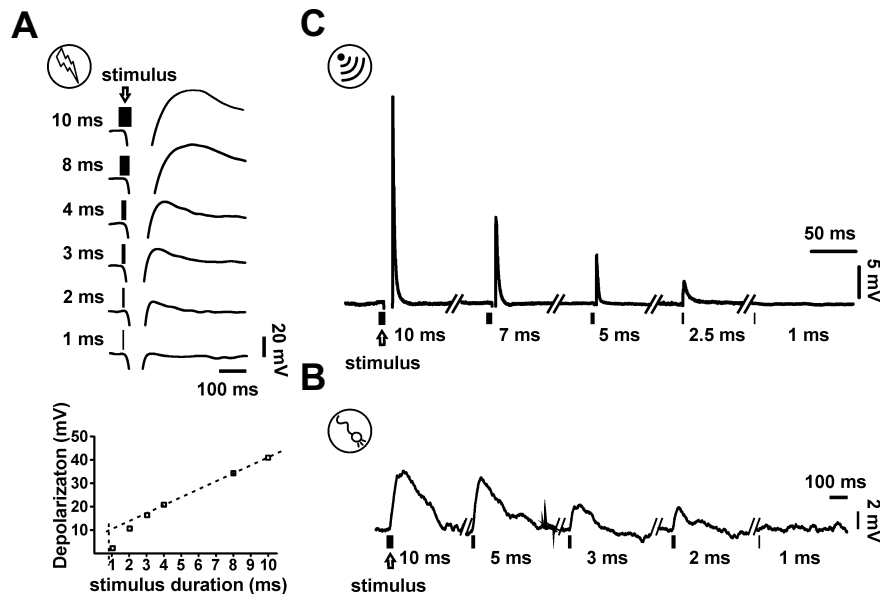 A
stimulus
10 ms
8 ms
4 ms
3 ms
2 ms
1 ms
20 mV
100 ms
Depolarizaton (mV)
50
40
30
20
10
1 2 3 4 5 6 7 8 9 10
stimulus duration (ms)
C
50 ms
5 mV
10 ms 7 ms 5 ms 2.5 ms 1 ms
stimulus
B
100 ms
2 mV
10 ms 5 ms 3 ms 2 ms 1 ms
stimulus